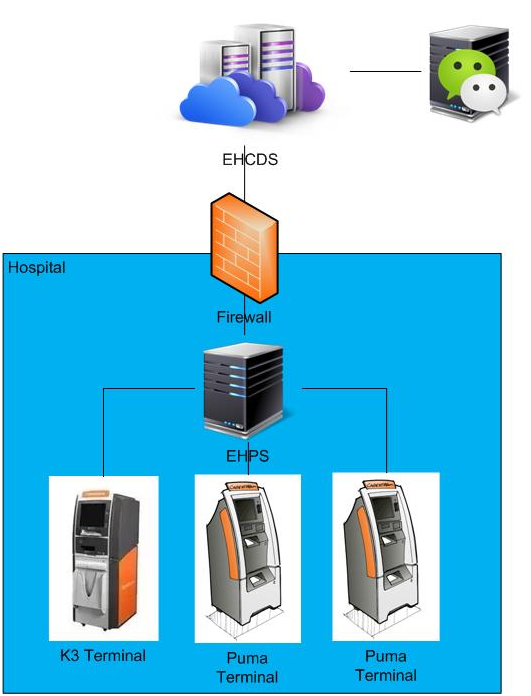 EHCDS
Hospital
Firewall
EHPS
K3 Terminal
Puma
Terminal
Puma
Terminal